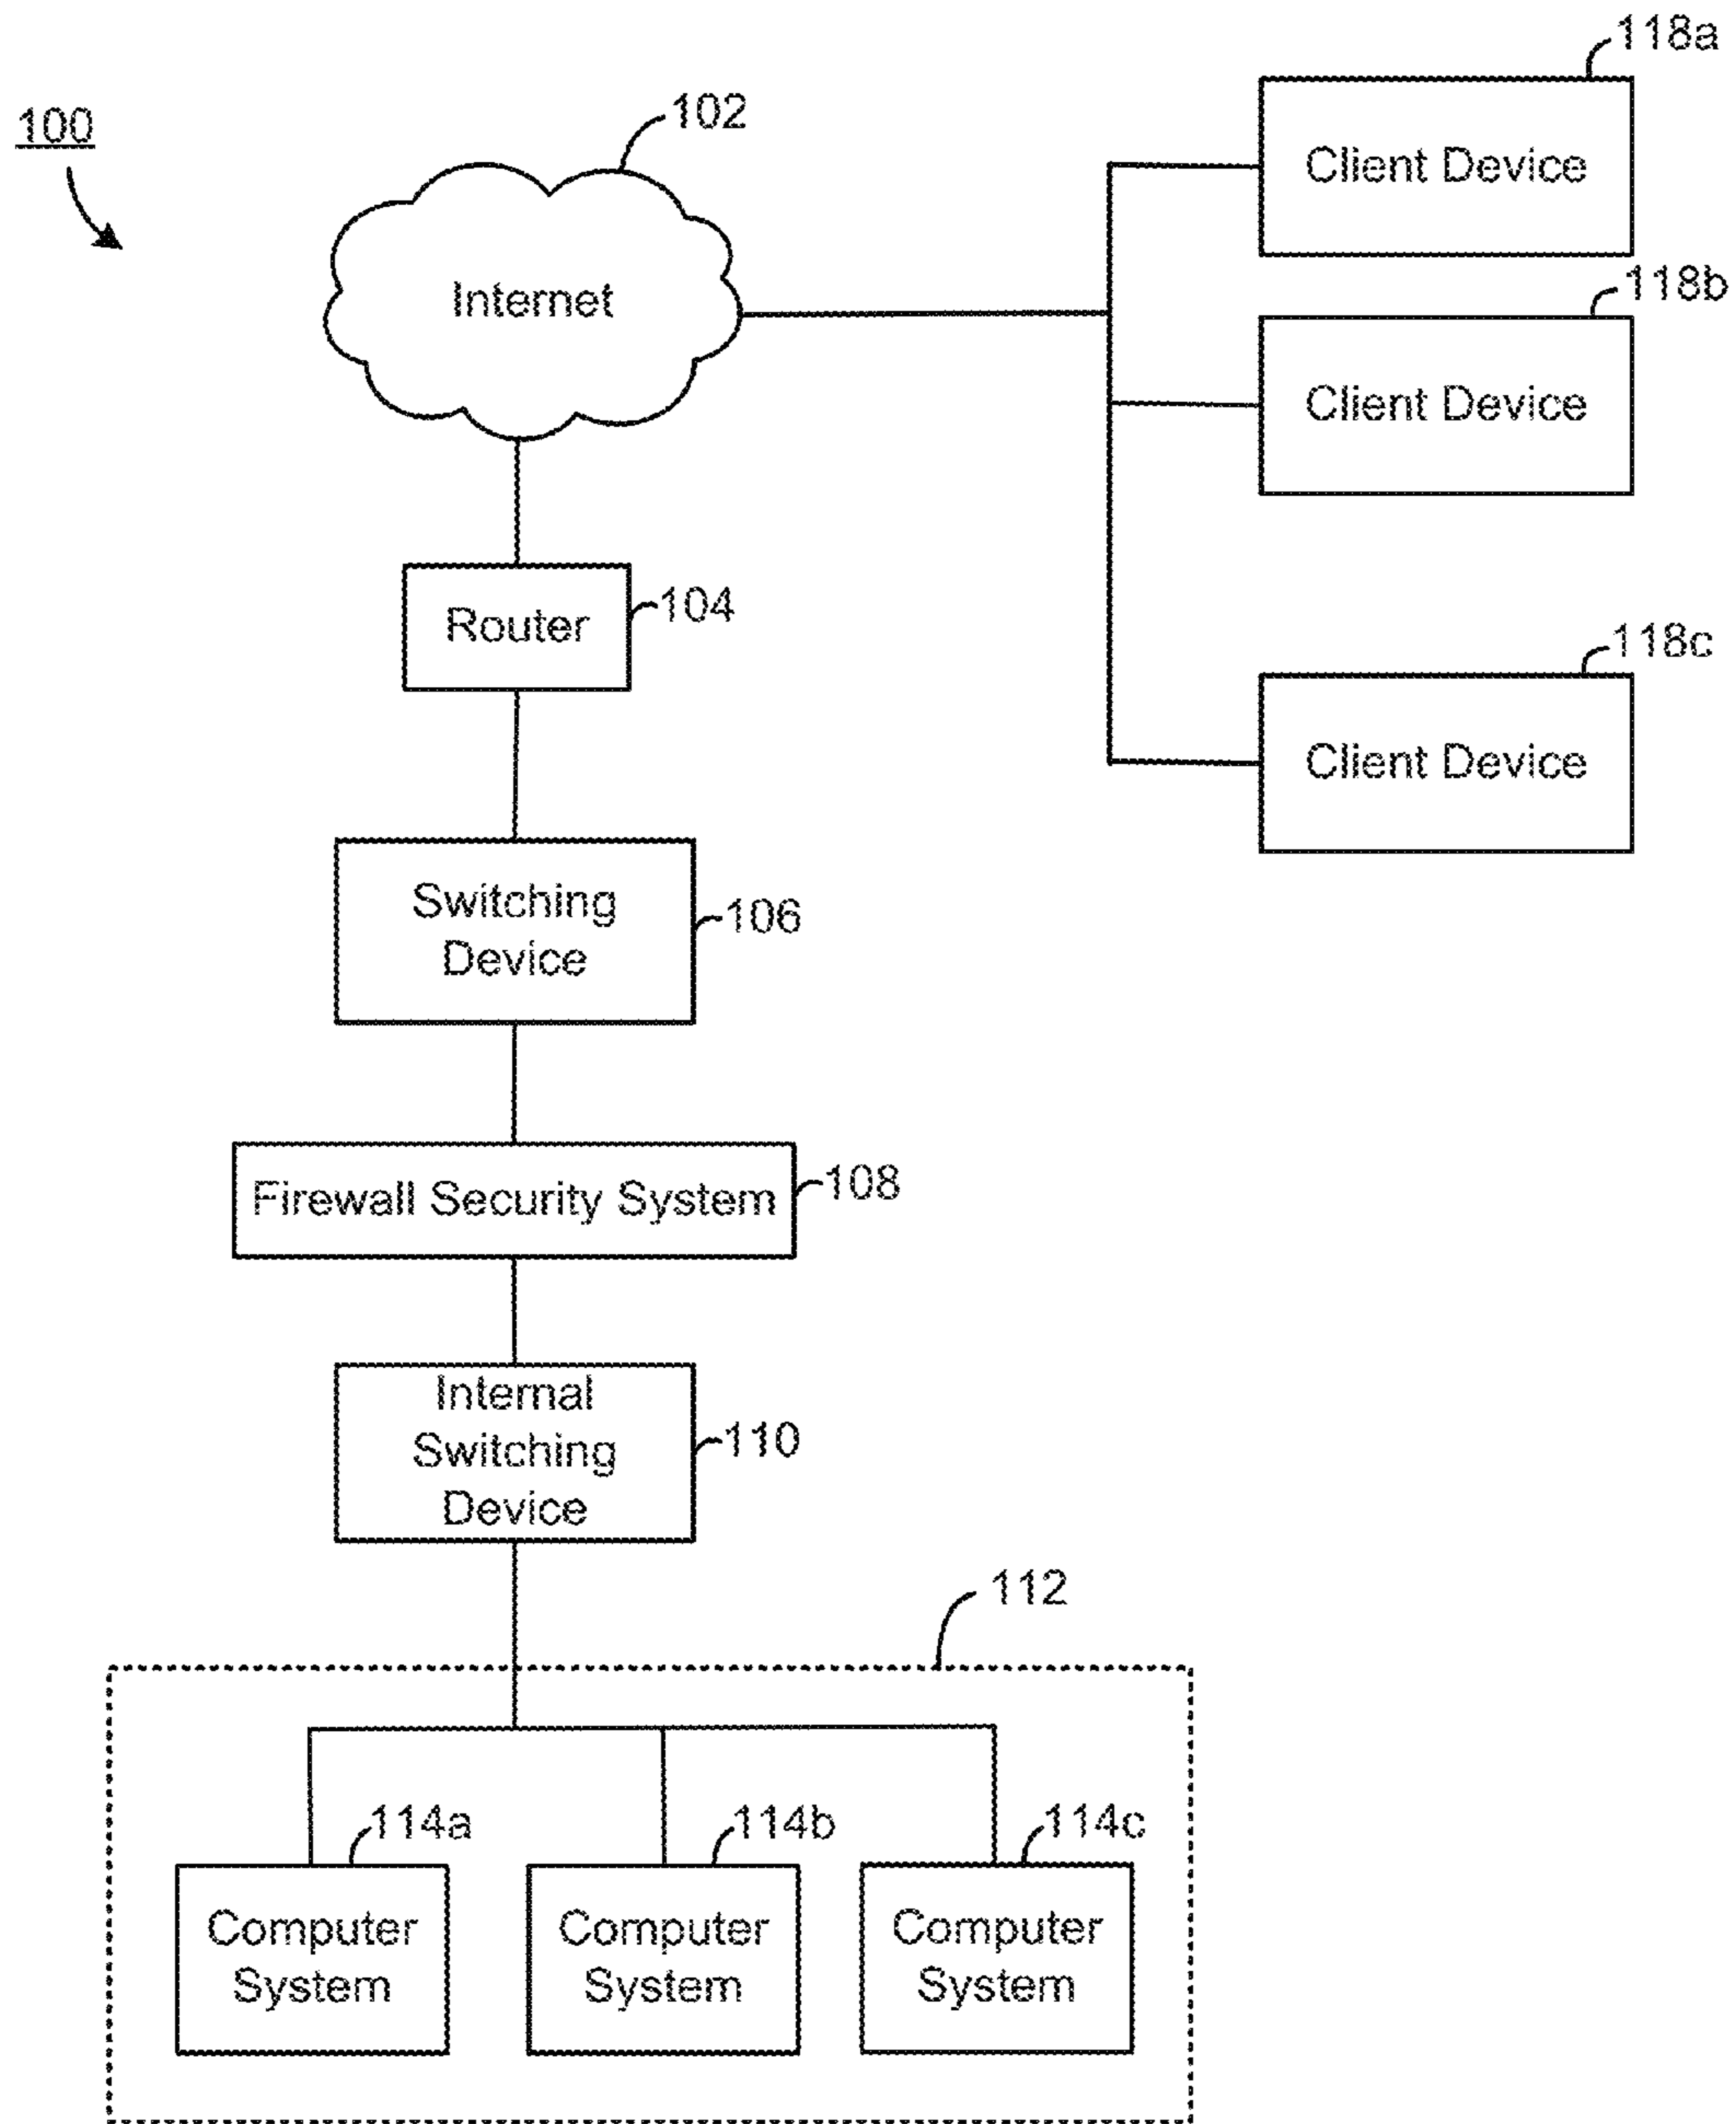 118a
100
102
Client Device
Internet
118b
Client Device
Router
104
118c
Client Device
Switching
Device
106
Firewall Security System
108
Internal
Switching
Device
110
112
114a
114b
114c
Computer
System
Computer
System
Computer
System